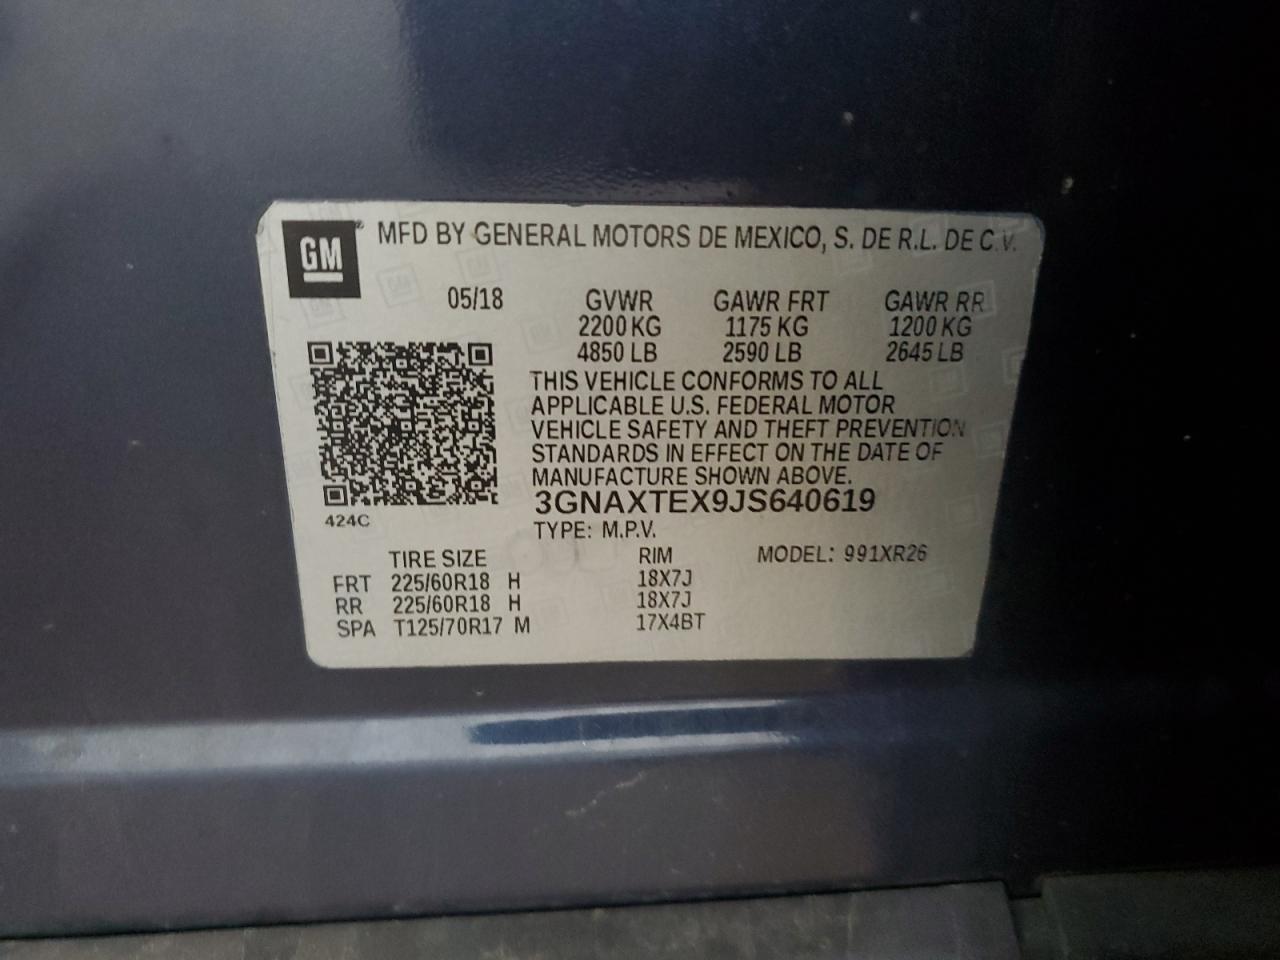 GM
MFD BY GENERAL MOTORS DE MEXICO, S. DE R.L. DE C.V.
05/18 GVWR GAWR FRT GAWR RR
2200 KG 1175 KG 1200 KG
4850 LB 2590 LB 2645 LB
THIS VEHICLE CONFORMS TO ALL
APPLICABLE U.S. FEDERAL MOTOR
VEHICLE SAFETY AND THEFT PREVENTION
STANDARDS IN EFFECT ON THE DATE OF
MANUFACTURE SHOWN ABOVE.
3GNAXTEX9JS640619
424C
TYPE: M.P.V.
TIRE SIZE RIM MODEL: 991XR26
FRT 225/60R18 H 18X7J
RR 225/60R18 H 18X7J
SPA T125/70R17 M 17X4BT